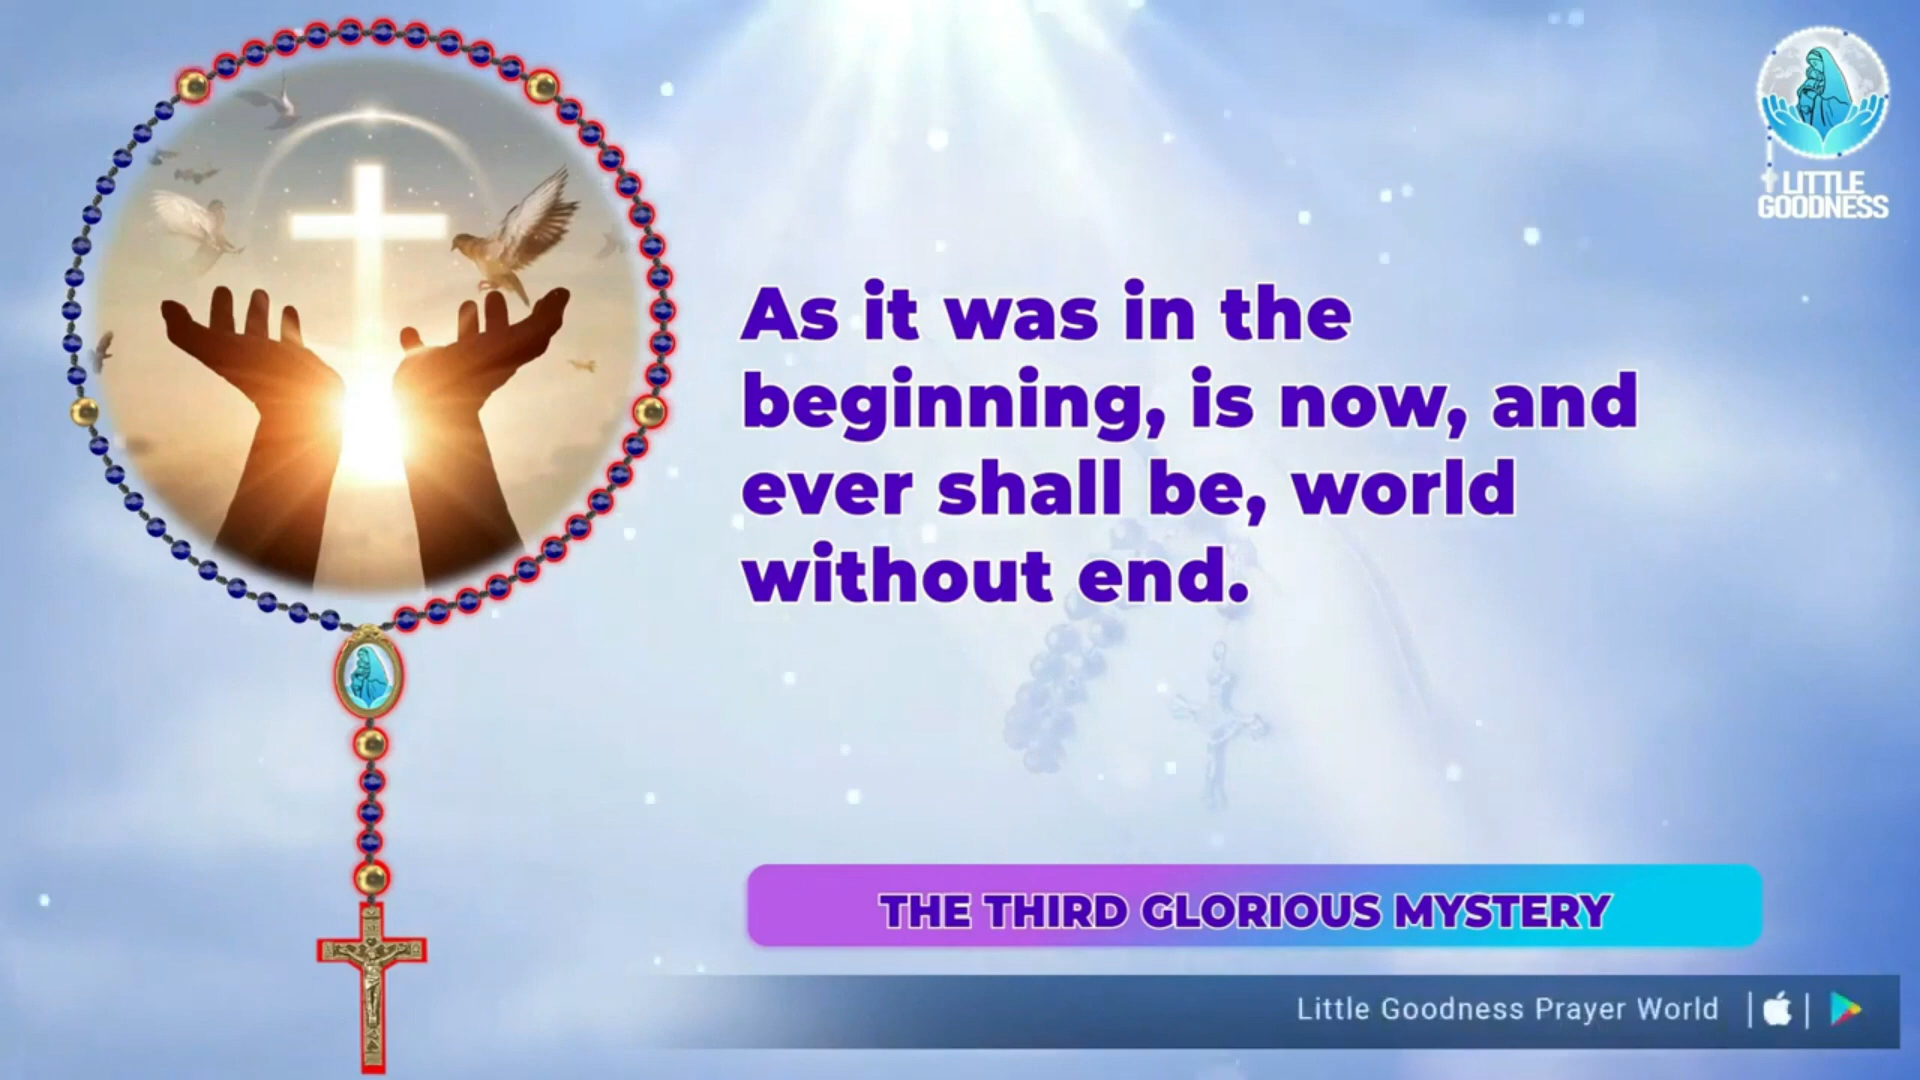 LITTLE
GOODNESS
As it was in the
beginning, is now, and
ever shall be, world
without end.
THE THIRD GLORIOUS MYSTERY
Little Goodness Prayer World